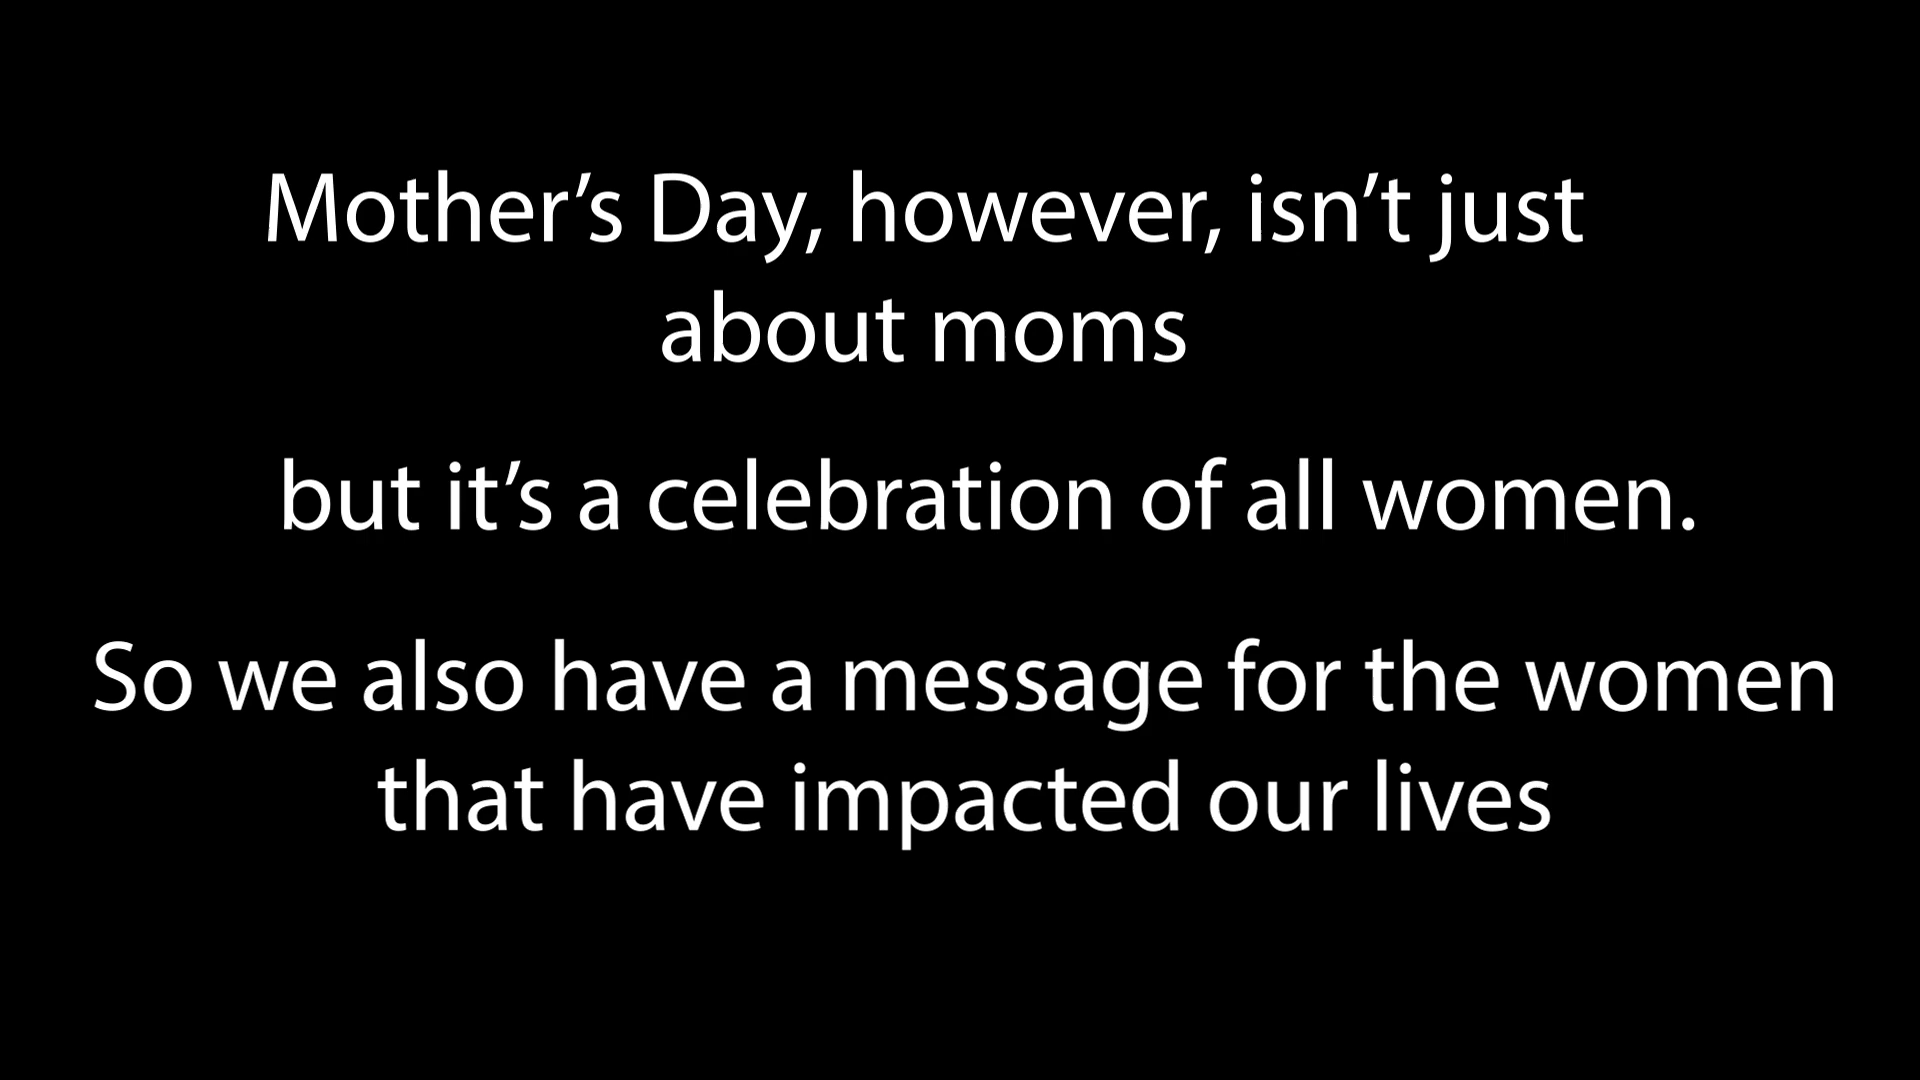 Mother’s Day, however, isn’t just
about moms
but it’s a celebration of all women.
So we also have a message for the women
that have impacted our lives